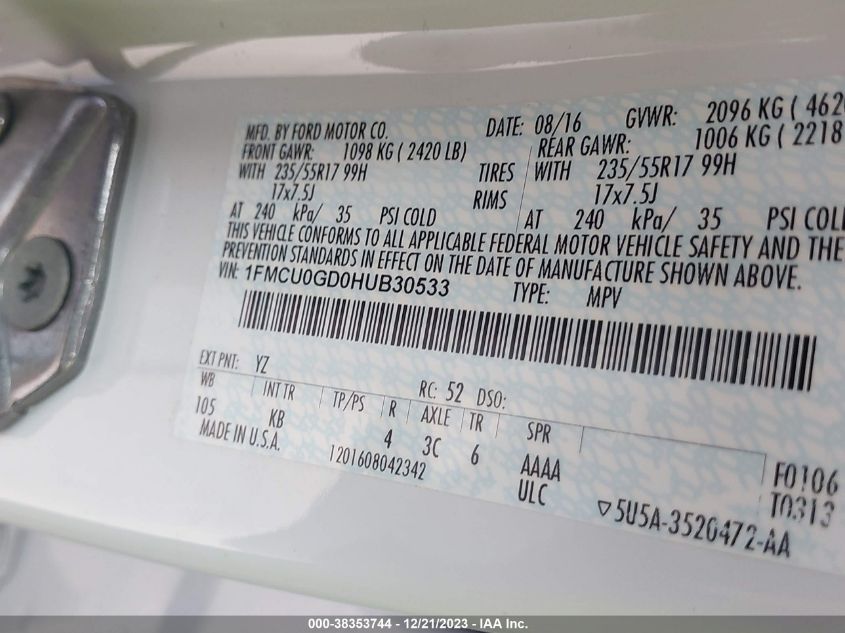 MFD. BY FORD MOTOR CO. DATE: 08/16 GVWR: 2096 KG ( 462
FRONT GAWR: 1098 KG ( 2420 LB) REAR GAWR: 1006 KG ( 2218
WITH 235/55R17 99H TIRES WITH 235/55R17 99H
17x7.5J RIMS 17x7.5J
AT 240 kPa/ 35 PSI COLD AT 240 kPa/ 35 PSI COL
THIS VEHICLE CONFORMS TO ALL APPLICABLE FEDERAL MOTOR VEHICLE SAFETY AND THE
PREVENTION STANDARDS IN EFFECT ON THE DATE OF MANUFACTURE SHOWN ABOVE.
VIN: 1FMCU0GD0HUB30533 TYPE: MPV
EXT PNT: YZ RC: 52 DSO:
WB INT TR TP/PS R AXLE TR SPR
105 KB 4 3C 6 AAAA F0106
MADE IN U.S.A. 1201608042342 ULC T0313
5U5A-3520472-AA
000-38353744 - 12/21/2023 - IAA Inc.